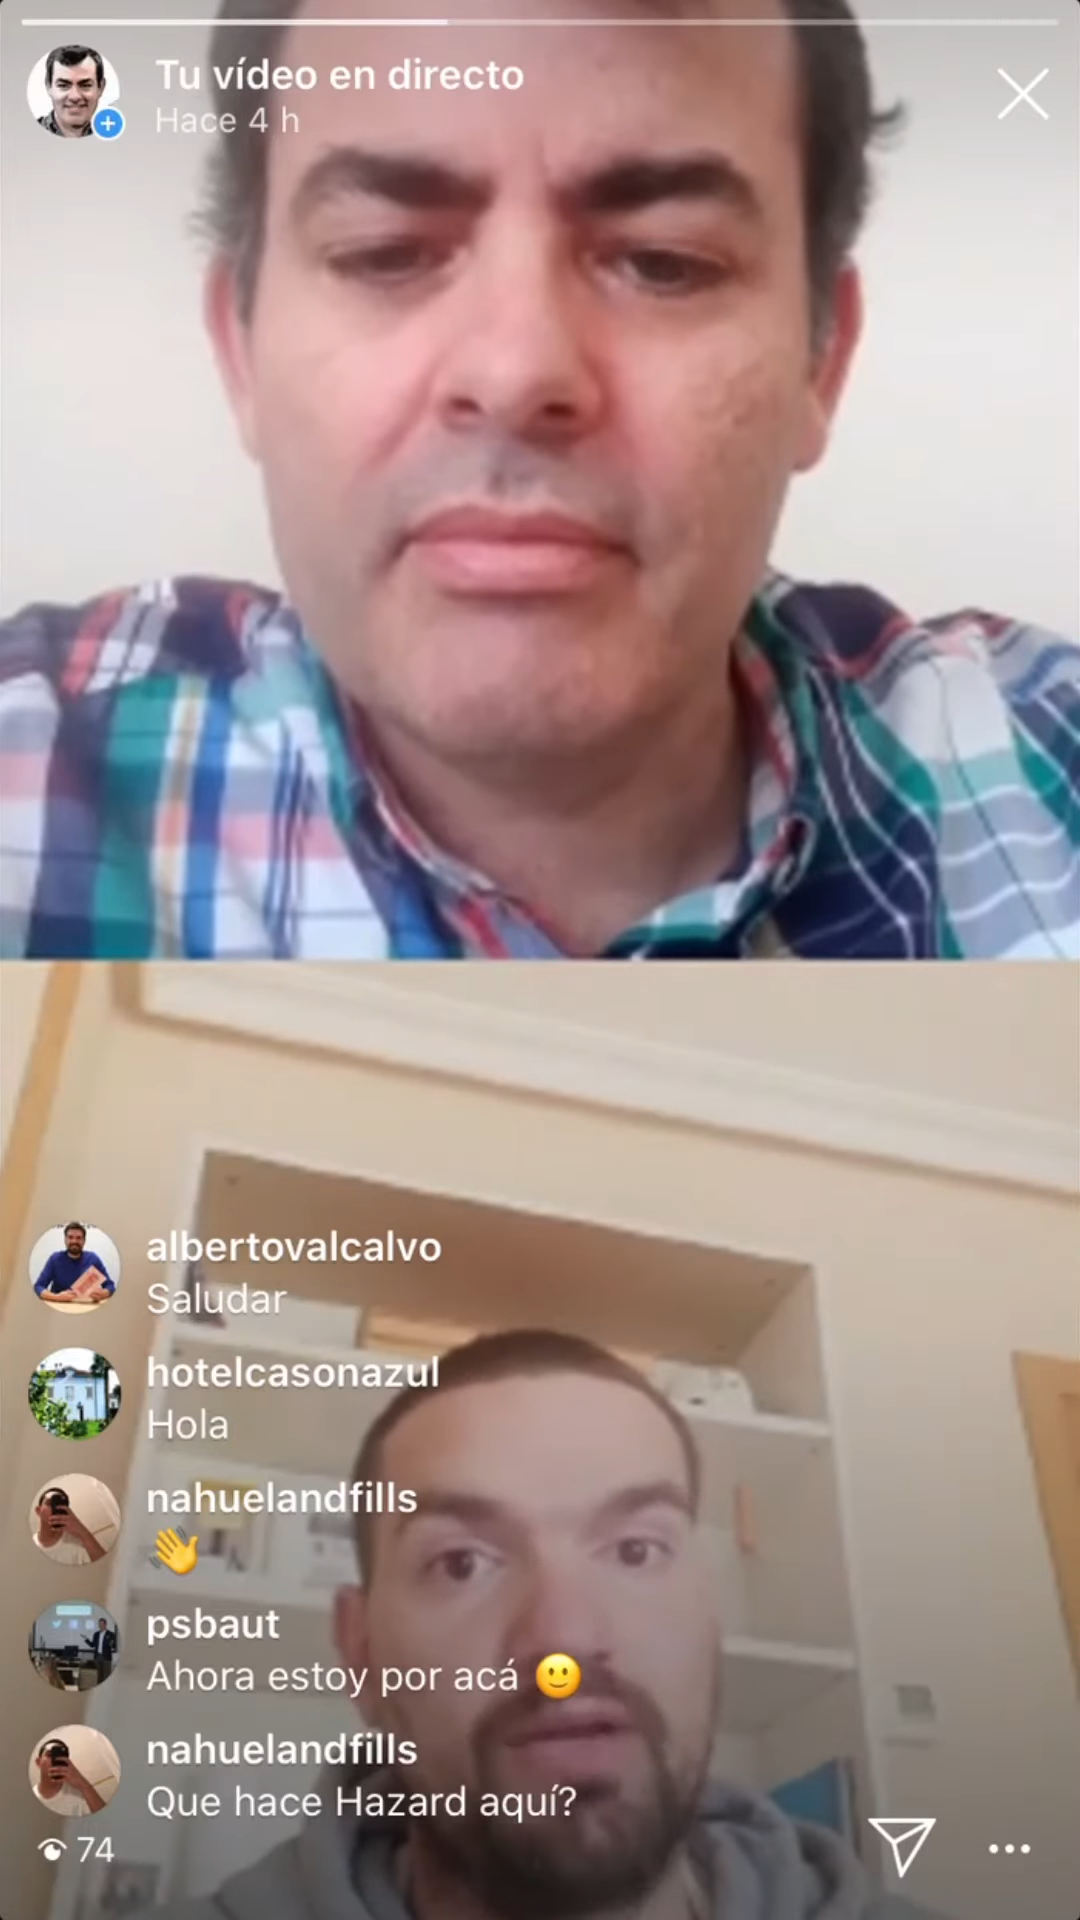 Tu vídeo en directo
Hace 4 h
albertovalcalvo
Saludar
hotelcasonazul
Hola
nahuelandfills
👋
psbaut
Ahora estoy por acá 🙂
nahuelandfills
Que hace Hazard aquí?
74